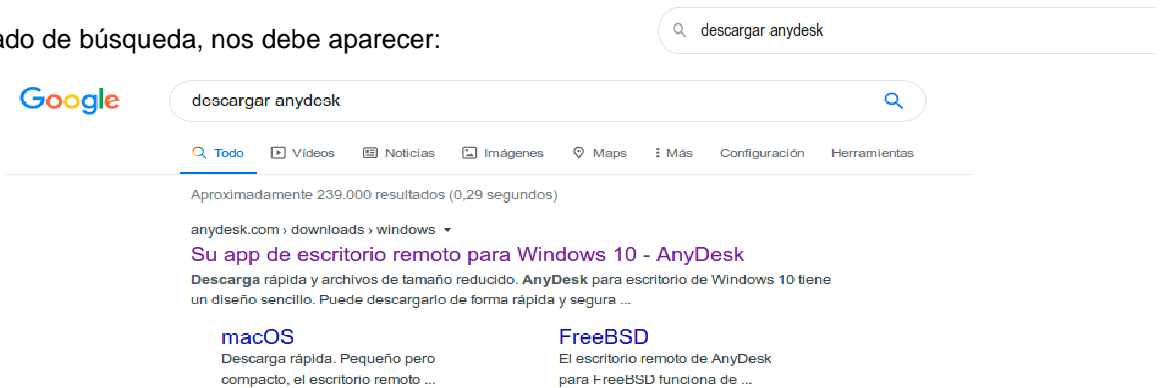 descargar anydesk
ado de búsqueda, nos debe aparecer:
Google
descargar anydesk
Todo Vídeos Noticias Imágenes Maps Más Configuración Herramientas
Aproximadamente 239.000 resultados (0,29 segundos)
anydesk.com › downloads › windows
Su app de escritorio remoto para Windows 10 - AnyDesk
Descarga rápida y archivos de tamaño reducido. AnyDesk para escritorio de Windows 10 tiene
un diseño sencillo. Puede descargarlo de forma rápida y segura ...
macOS
Descarga rápida. Pequeño pero
compacto, el escritorio remoto ...
FreeBSD
El escritorio remoto de AnyDesk
para FreeBSD funciona de ...